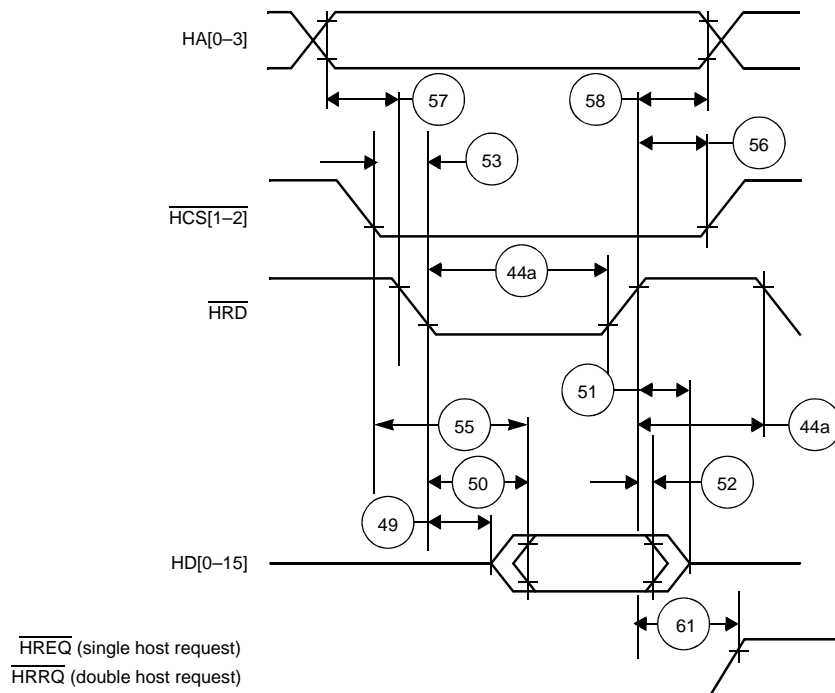 HA[0–3]
57
58
53
56
HCS[1–2]
44a
HRD
51
55
44a
50
52
49
HD[0–15]
61
HREQ (single host request)
HRRQ (double host request)